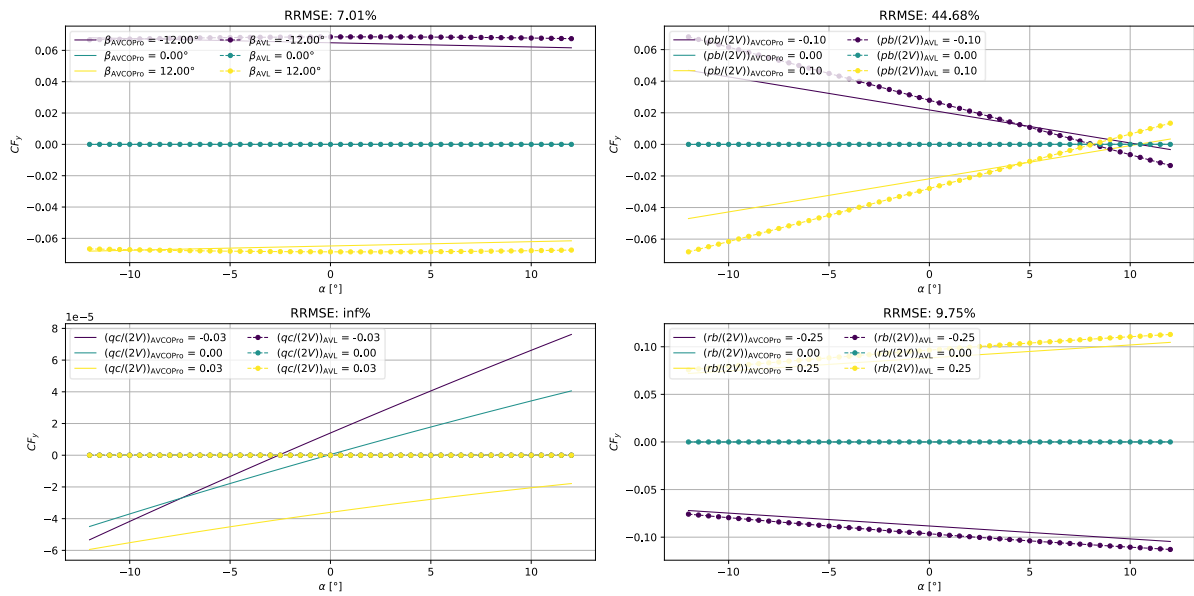 RRMSE: 7.01%
β_AVCOPro = -12.00° β_AVL = -12.00°
β_AVCOPro = 0.00° β_AVL = 0.00°
β_AVCOPro = 12.00° β_AVL = 12.00°
0.06
0.04
0.02
0.00
−0.02
−0.04
−0.06
CF_y
−10 −5 0 5 10
α [°]
RRMSE: 44.68%
(pb/(2V))_AVCOPro = -0.10 (pb/(2V))_AVL = -0.10
(pb/(2V))_AVCOPro = 0.00 (pb/(2V))_AVL = 0.00
(pb/(2V))_AVCOPro = 0.10 (pb/(2V))_AVL = 0.10
0.06
0.04
0.02
0.00
−0.02
−0.04
−0.06
CF_y
−10 −5 0 5 10
α [°]
RRMSE: inf%
1e−5
(qc/(2V))_AVCOPro = -0.03 (qc/(2V))_AVL = -0.03
(qc/(2V))_AVCOPro = 0.00 (qc/(2V))_AVL = 0.00
(qc/(2V))_AVCOPro = 0.03 (qc/(2V))_AVL = 0.03
8
6
4
2
0
−2
−4
−6
CF_y
−10 −5 0 5 10
α [°]
RRMSE: 9.75%
(rb/(2V))_AVCOPro = -0.25 (rb/(2V))_AVL = -0.25
(rb/(2V))_AVCOPro = 0.00 (rb/(2V))_AVL = 0.00
(rb/(2V))_AVCOPro = 0.25 (rb/(2V))_AVL = 0.25
0.10
0.05
0.00
−0.05
−0.10
CF_y
−10 −5 0 5 10
α [°]